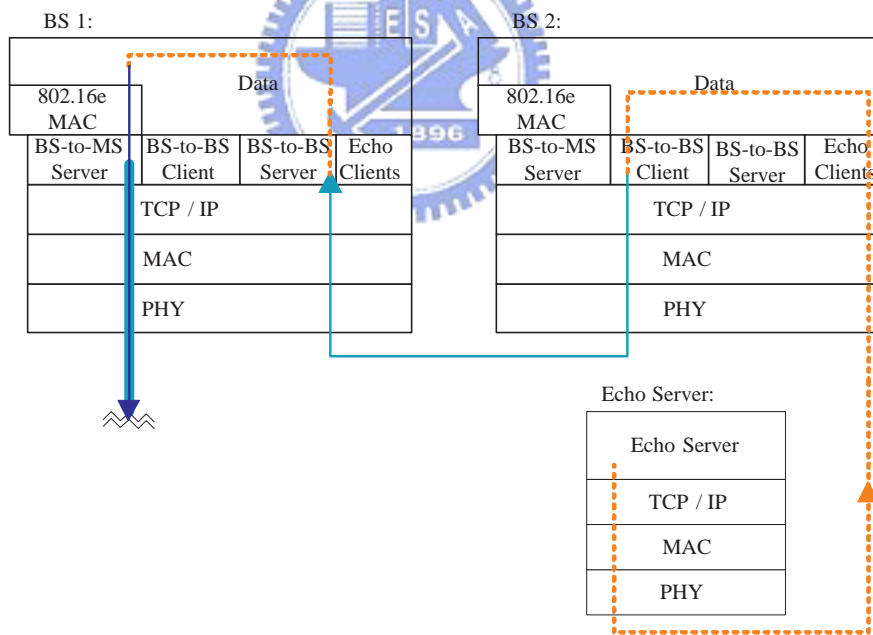 BS 1:
Data
802.16e
MAC
BS-to-MS
Server
BS-to-BS
Client
BS-to-BS
Server
Echo
Clients
TCP / IP
MAC
PHY
BS 2:
Data
802.16e
MAC
BS-to-MS
Server
BS-to-BS
Client
BS-to-BS
Server
Echo
Clients
TCP / IP
MAC
PHY
Echo Server:
Echo Server
TCP / IP
MAC
PHY
E S A
1896